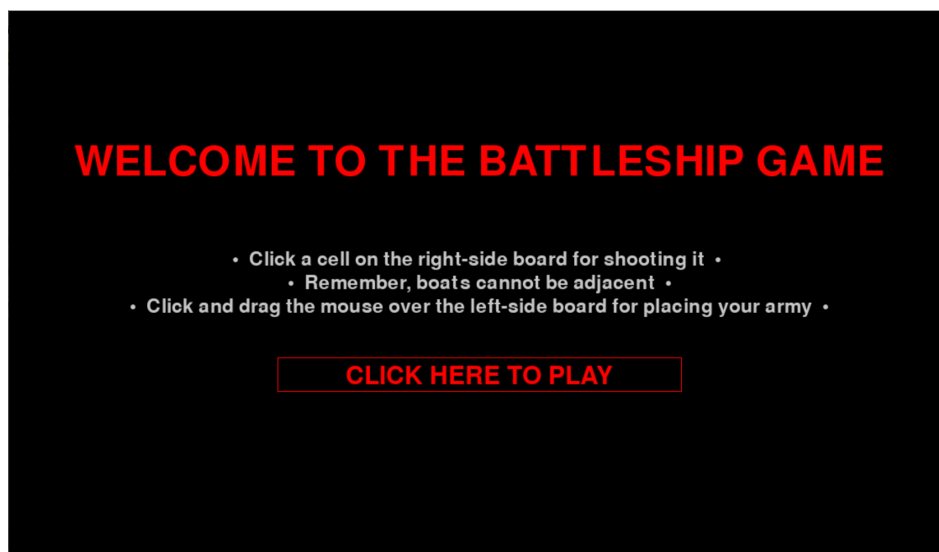 WELCOME TO THE BATTLESHIP GAME
• Click a cell on the right-side board for shooting it •
• Remember, boats cannot be adjacent •
• Click and drag the mouse over the left-side board for placing your army •
CLICK HERE TO PLAY